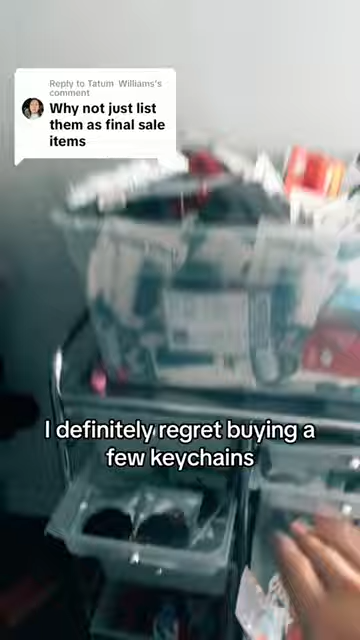 Reply to Tatum Williams's
comment
Why not just list
them as final sale
items
I definitely regret buying a
few keychains